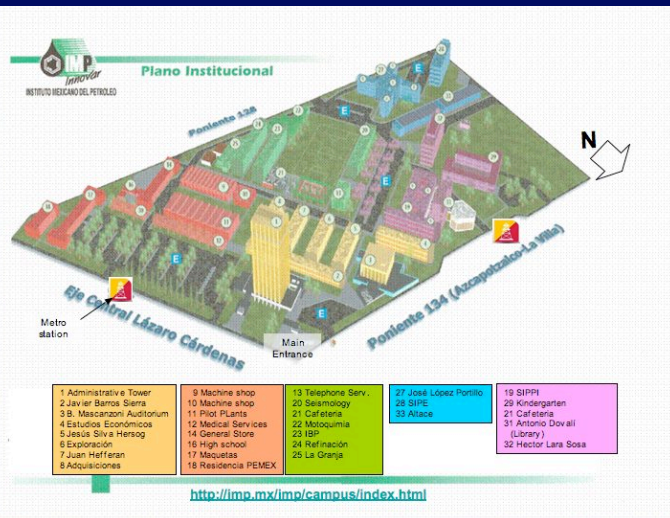 IMP
Innovar
INSTITUTO MEXICANO DEL PETROLEO
Plano Institucional
Poniente 128
N
Eje Central Lázaro Cárdenas
Poniente 134 (Azcapotzalco-La Villa)
Metro
station
Main
Entrance
E
E
E
E
E
E
1 Administrative Tower
2 Javier Barros Sierra
3 B. Mascanzoni Auditorium
4 Estudios Económicos
5 Jesús Silva Hersog
6 Exploración
7 Juan Hefferan
8 Adquisiciones
9 Machine shop
10 Machine shop
11 Pilot PLants
12 Medical Services
14 General Store
16 High school
17 Maquetas
18 Residencia PEMEX
13 Telephone Serv.
20 Seismology
21 Cafeteria
22 Motoquimia
23 IBP
24 Refinación
25 La Granja
27 José López Portillo
28 SIPE
33 Altace
19 SIPPI
29 Kindergarten
21 Cafeteria
31 Antonio Dovalí
(Library)
32 Hector Lara Sosa
http://imp.mx/imp/campus/index.html